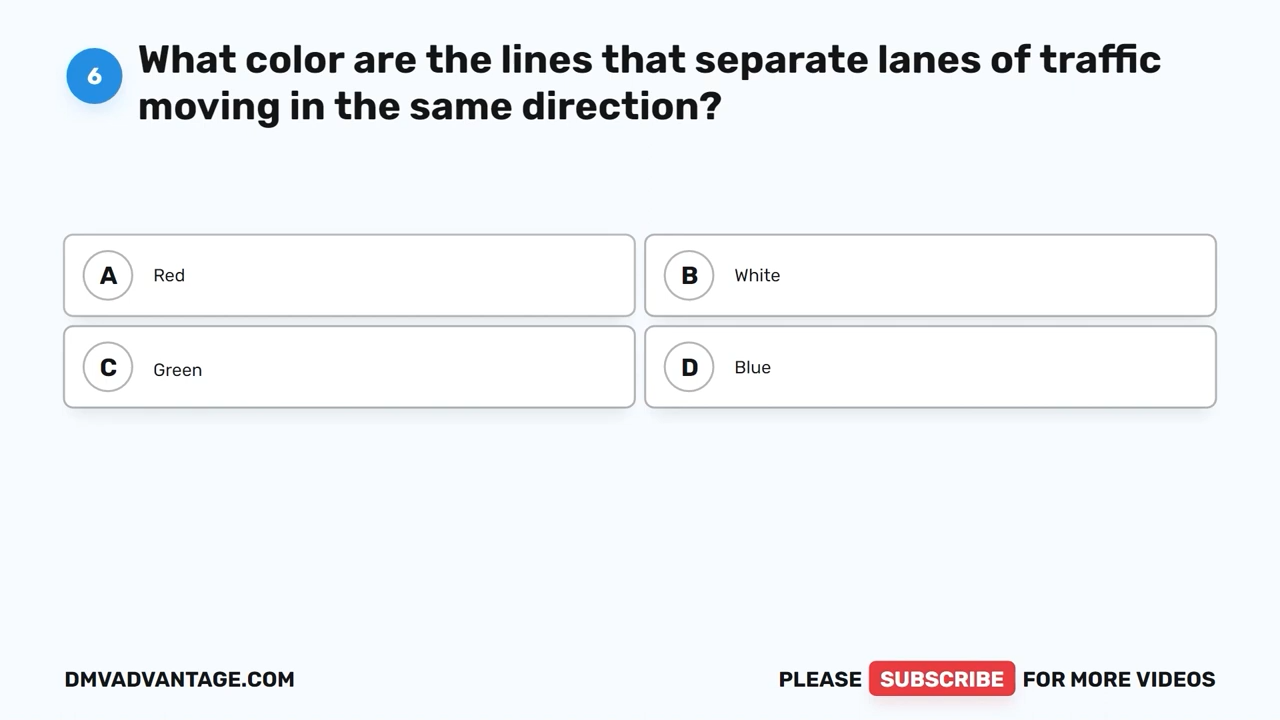 6
What color are the lines that separate lanes of traffic
moving in the same direction?
A Red
B White
C Green
D Blue
DMVADVANTAGE.COM
PLEASE SUBSCRIBE FOR MORE VIDEOS